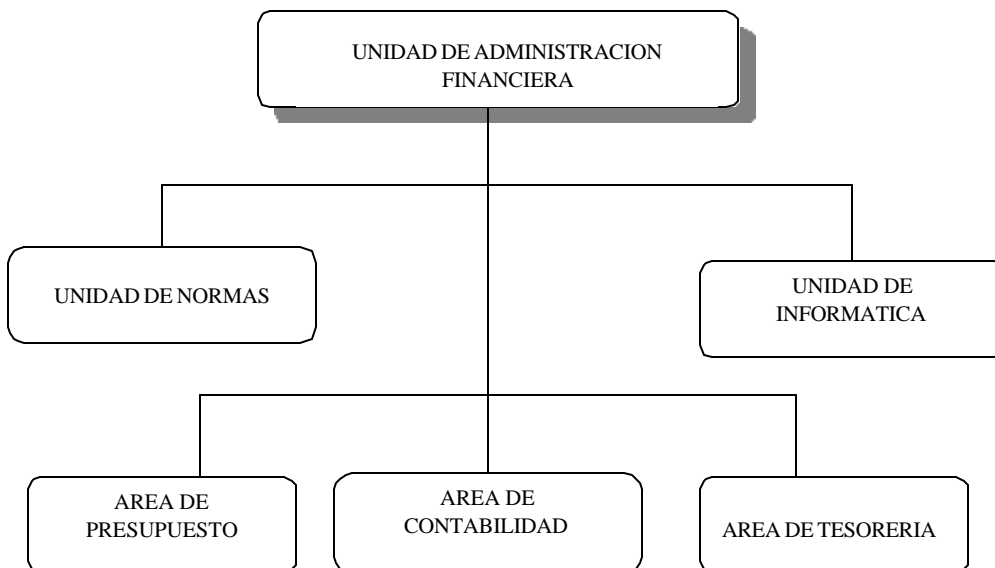 UNIDAD DE ADMINISTRACION
FINANCIERA
UNIDAD DE NORMAS
UNIDAD DE
INFORMATICA
AREA DE
PRESUPUESTO
AREA DE
CONTABILIDAD
AREA DE TESORERIA